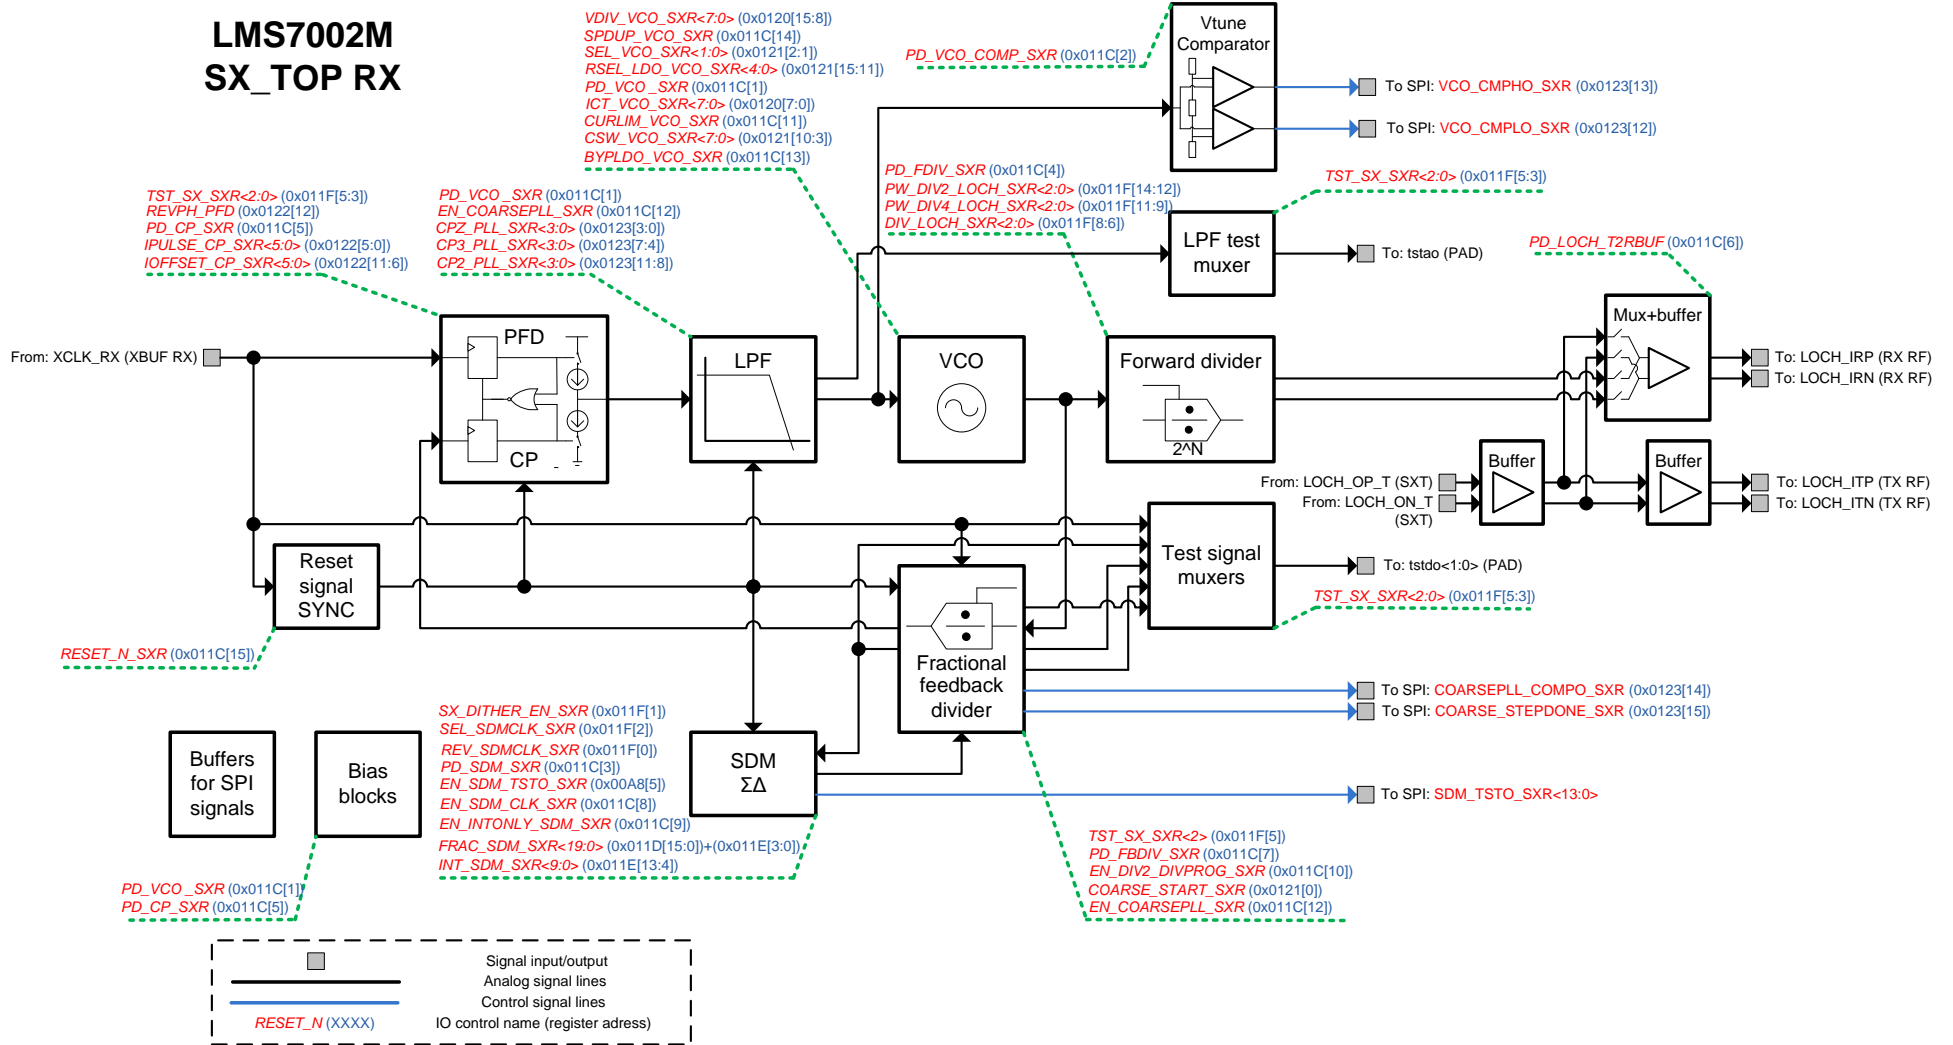 LMS7002M
SX_TOP RX
VDIV_VCO_SXR<7:0> (0x0120[15:8])
SPDUP_VCO_SXR (0x011C[14])
SEL_VCO_SXR<1:0> (0x0121[2:1])
RSEL_LDO_VCO_SXR<4:0> (0x0121[15:11])
PD_VCO _SXR (0x011C[1])
ICT_VCO_SXR<7:0> (0x0120[7:0])
CURLIM_VCO_SXR (0x011C[11])
CSW_VCO_SXR<7:0> (0x0121[10:3])
BYPLDO_VCO_SXR (0x011C[13])
PD_VCO_COMP_SXR (0x011C[2])
Vtune
Comparator
To SPI: VCO_CMPHO_SXR (0x0123[13])
To SPI: VCO_CMPLO_SXR (0x0123[12])
TST_SX_SXR<2:0> (0x011F[5:3])
REVPH_PFD (0x0122[12])
PD_CP_SXR (0x011C[5])
IPULSE_CP_SXR<5:0> (0x0122[5:0])
IOFFSET_CP_SXR<5:0> (0x0122[11:6])
PD_VCO _SXR (0x011C[1])
EN_COARSEPLL_SXR (0x011C[12])
CPZ_PLL_SXR<3:0> (0x0123[3:0])
CP3_PLL_SXR<3:0> (0x0123[7:4])
CP2_PLL_SXR<3:0> (0x0123[11:8])
PD_FDIV_SXR (0x011C[4])
PW_DIV2_LOCH_SXR<2:0> (0x011F[14:12])
PW_DIV4_LOCH_SXR<2:0> (0x011F[11:9])
DIV_LOCH_SXR<2:0> (0x011F[8:6])
TST_SX_SXR<2:0> (0x011F[5:3])
LPF test
muxer
To: tstao (PAD)
PD_LOCH_T2RBUF (0x011C[6])
From: XCLK_RX (XBUF RX)
PFD
CP
LPF
VCO
Forward divider
2^N
Mux+buffer
To: LOCH_IRP (RX RF)
To: LOCH_IRN (RX RF)
From: LOCH_OP_T (SXT)
From: LOCH_ON_T
(SXT)
Buffer
Buffer
To: LOCH_ITP (TX RF)
To: LOCH_ITN (TX RF)
Reset
signal
SYNC
RESET_N_SXR (0x011C[15])
Fractional
feedback
divider
Test signal
muxers
To: tstdo<1:0> (PAD)
TST_SX_SXR<2:0> (0x011F[5:3])
To SPI: COARSEPLL_COMPO_SXR (0x0123[14])
To SPI: COARSE_STEPDONE_SXR (0x0123[15])
Buffers
for SPI
signals
Bias
blocks
SX_DITHER_EN_SXR (0x011F[1])
SEL_SDMCLK_SXR (0x011F[2])
REV_SDMCLK_SXR (0x011F[0])
PD_SDM_SXR (0x011C[3])
EN_SDM_TSTO_SXR (0x00A8[5])
EN_SDM_CLK_SXR (0x011C[8])
EN_INTONLY_SDM_SXR (0x011C[9])
FRAC_SDM_SXR<19:0> (0x011D[15:0])+(0x011E[3:0])
INT_SDM_SXR<9:0> (0x011E[13:4])
SDM
ΣΔ
To SPI: SDM_TSTO_SXR<13:0>
PD_VCO _SXR (0x011C[1])
PD_CP_SXR (0x011C[5])
TST_SX_SXR<2> (0x011F[5])
PD_FBDIV_SXR (0x011C[7])
EN_DIV2_DIVPROG_SXR (0x011C[10])
COARSE_START_SXR (0x0121[0])
EN_COARSEPLL_SXR (0x011C[12])
Signal input/output
Analog signal lines
Control signal lines
RESET_N (XXXX) IO control name (register adress)